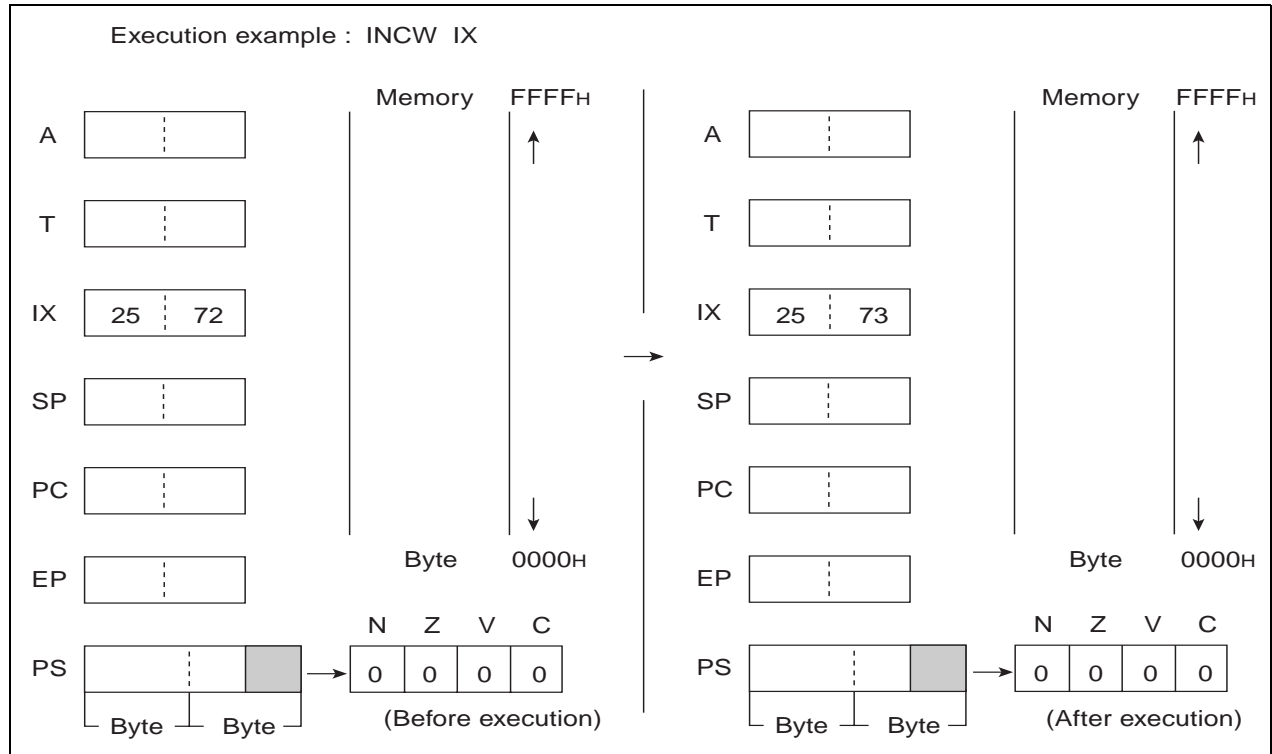 Execution example : INCW IX
Memory FFFFH
A
T
IX 25 72
SP
PC
Byte 0000H
EP
N Z V C
PS 0 0 0 0
Byte Byte (Before execution)
Memory FFFFH
A
T
IX 25 73
SP
PC
Byte 0000H
EP
N Z V C
PS 0 0 0 0
Byte Byte (After execution)